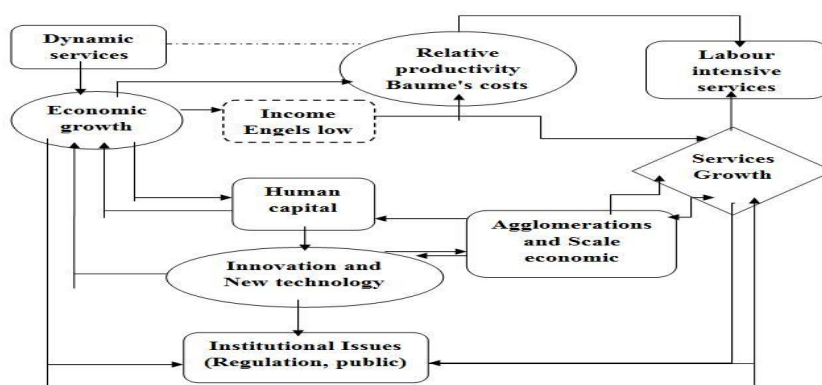 Dynamic
services
Relative
productivity
Baume's costs
Labour
intensive
services
Economic
growth
Income
Engels low
Services
Growth
Human
capital
Agglomerations
and Scale
economic
Innovation and
New technology
Institutional Issues
(Regulation, public)